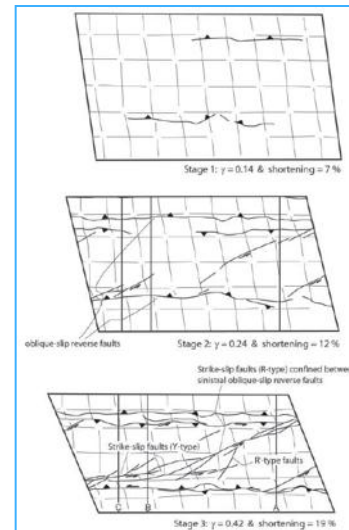 Stage 1: γ = 0.14 & shortening = 7 %
oblique-slip reverse faults
Stage 2: γ = 0.24 & shortening = 12 %
Strike-slip faults (R-type) confined between
sinistral oblique-slip reverse faults
Strike-slip faults (Y-type)
R'-type faults
C B A
Stage 3: γ = 0.42 & shortening = 19 %